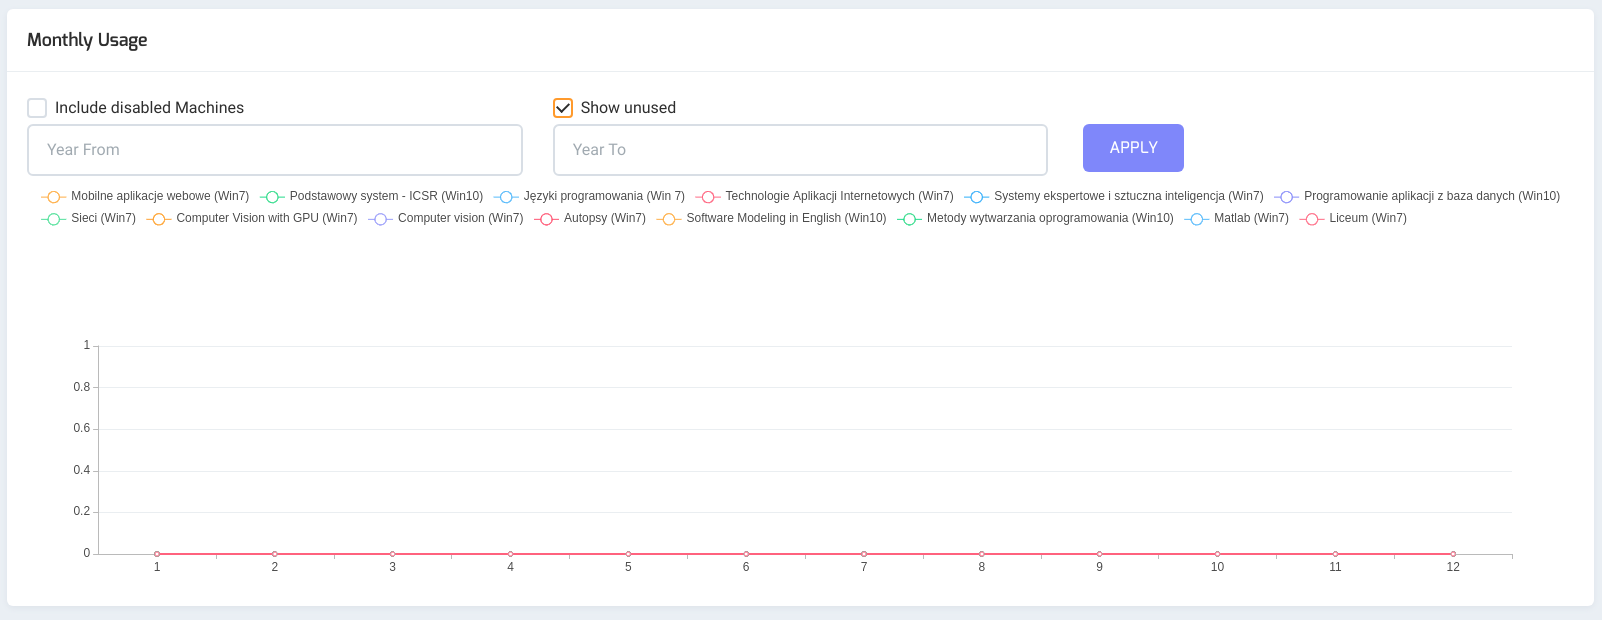 Monthly Usage
Include disabled Machines
Show unused
Year From
Year To
APPLY
Mobilne aplikacje webowe (Win7) Podstawowy system - ICSR (Win10) Języki programowania (Win 7) Technologie Aplikacji Internetowych (Win7) Systemy ekspertowe i sztuczna inteligencja (Win7) Programowanie aplikacji z baza danych (Win10)
Sieci (Win7) Computer Vision with GPU (Win7) Computer vision (Win7) Autopsy (Win7) Software Modeling in English (Win10) Metody wytwarzania oprogramowania (Win10) Matlab (Win7) Liceum (Win7)
1
0.8
0.6
0.4
0.2
0
1 2 3 4 5 6 7 8 9 10 11 12